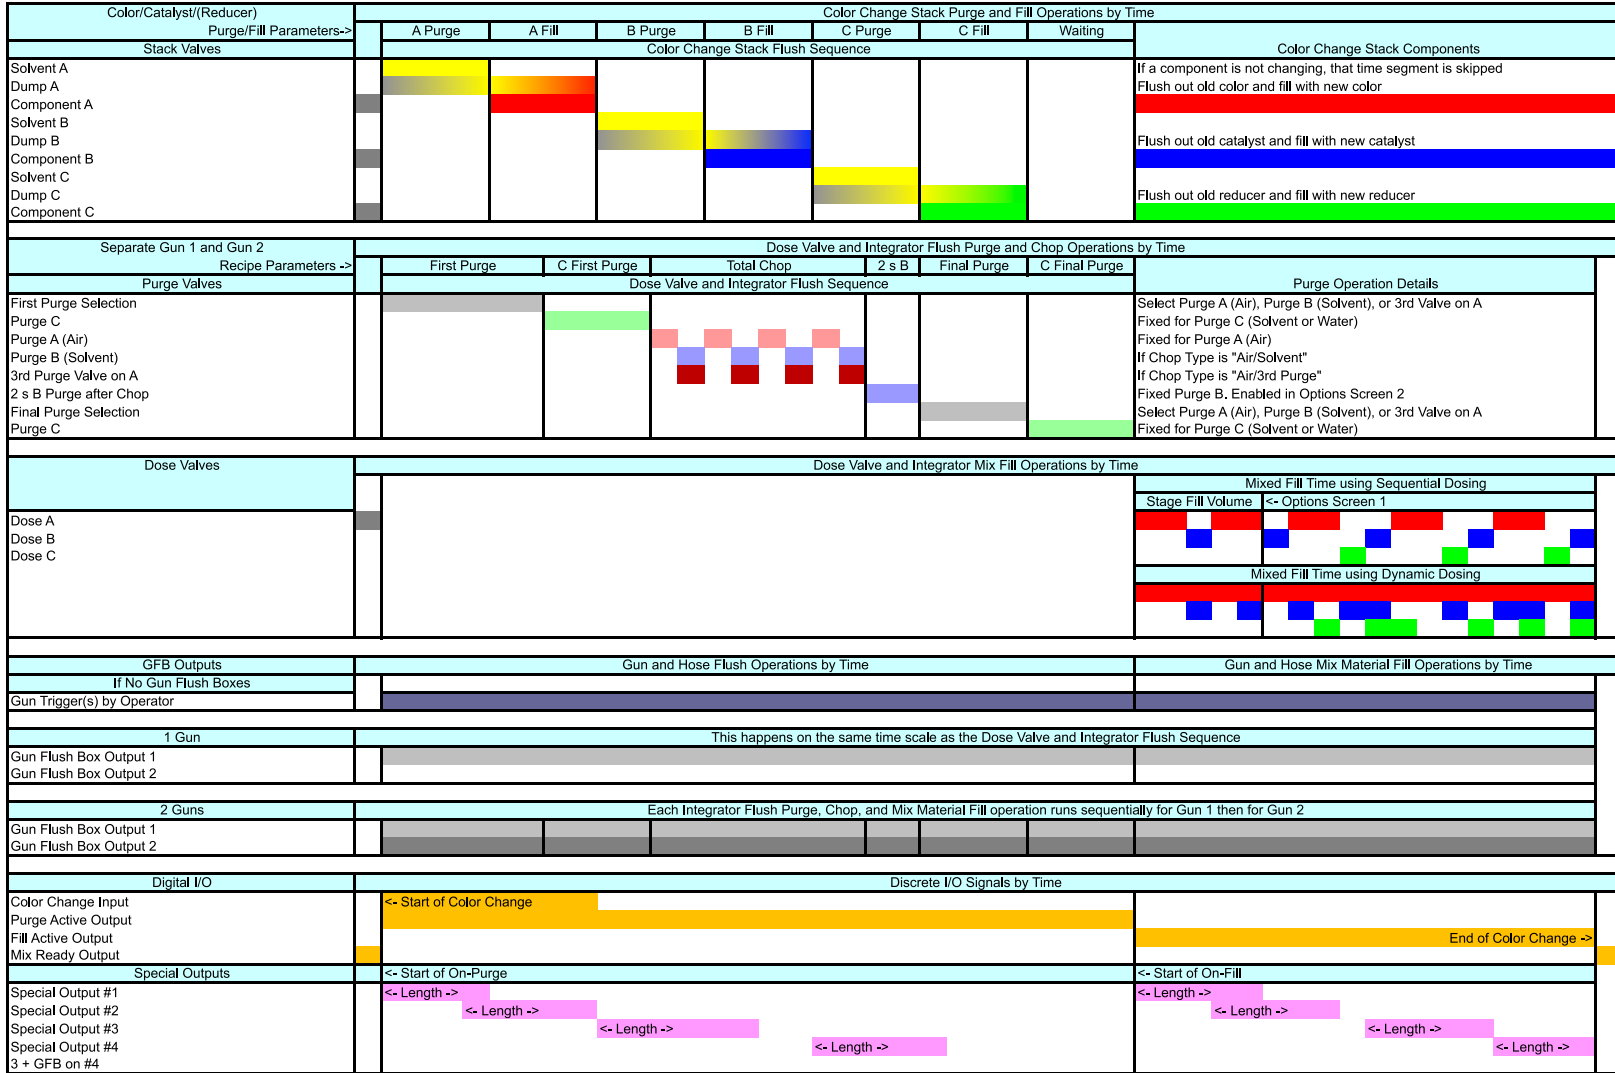 Color/Catalyst/(Reducer)
Color Change Stack Purge and Fill Operations by Time
Purge/Fill Parameters->
A Purge
A Fill
B Purge
B Fill
C Purge
C Fill
Waiting
Stack Valves
Color Change Stack Flush Sequence
Color Change Stack Components
Solvent A
If a component is not changing, that time segment is skipped
Dump A
Flush out old color and fill with new color
Component A
Solvent B
Dump B
Flush out old catalyst and fill with new catalyst
Component B
Solvent C
Dump C
Flush out old reducer and fill with new reducer
Component C
Separate Gun 1 and Gun 2
Dose Valve and Integrator Flush Purge and Chop Operations by Time
Recipe Parameters ->
First Purge
C First Purge
Total Chop
2 s B
Final Purge
C Final Purge
Purge Valves
Dose Valve and Integrator Flush Sequence
Purge Operation Details
First Purge Selection
Select Purge A (Air), Purge B (Solvent), or 3rd Valve on A
Purge C
Fixed for Purge C (Solvent or Water)
Purge A (Air)
Fixed for Purge A (Air)
Purge B (Solvent)
If Chop Type is "Air/Solvent"
3rd Purge Valve on A
If Chop Type is "Air/3rd Purge"
2 s B Purge after Chop
Fixed Purge B. Enabled in Options Screen 2
Final Purge Selection
Select Purge A (Air), Purge B (Solvent), or 3rd Valve on A
Purge C
Fixed for Purge C (Solvent or Water)
Dose Valves
Dose Valve and Integrator Mix Fill Operations by Time
Mixed Fill Time using Sequential Dosing
Stage Fill Volume
<- Options Screen 1
Dose A
Dose B
Dose C
Mixed Fill Time using Dynamic Dosing
GFB Outputs
Gun and Hose Flush Operations by Time
Gun and Hose Mix Material Fill Operations by Time
If No Gun Flush Boxes
Gun Trigger(s) by Operator
1 Gun
This happens on the same time scale as the Dose Valve and Integrator Flush Sequence
Gun Flush Box Output 1
Gun Flush Box Output 2
2 Guns
Each Integrator Flush Purge, Chop, and Mix Material Fill operation runs sequentially for Gun 1 then for Gun 2
Gun Flush Box Output 1
Gun Flush Box Output 2
Digital I/O
Discrete I/O Signals by Time
Color Change Input
<- Start of Color Change
Purge Active Output
Fill Active Output
End of Color Change ->
Mix Ready Output
Special Outputs
<- Start of On-Purge
<- Start of On-Fill
Special Output #1
<- Length ->
<- Length ->
Special Output #2
<- Length ->
<- Length ->
Special Output #3
<- Length ->
<- Length ->
Special Output #4
<- Length ->
<- Length ->
3 + GFB on #4